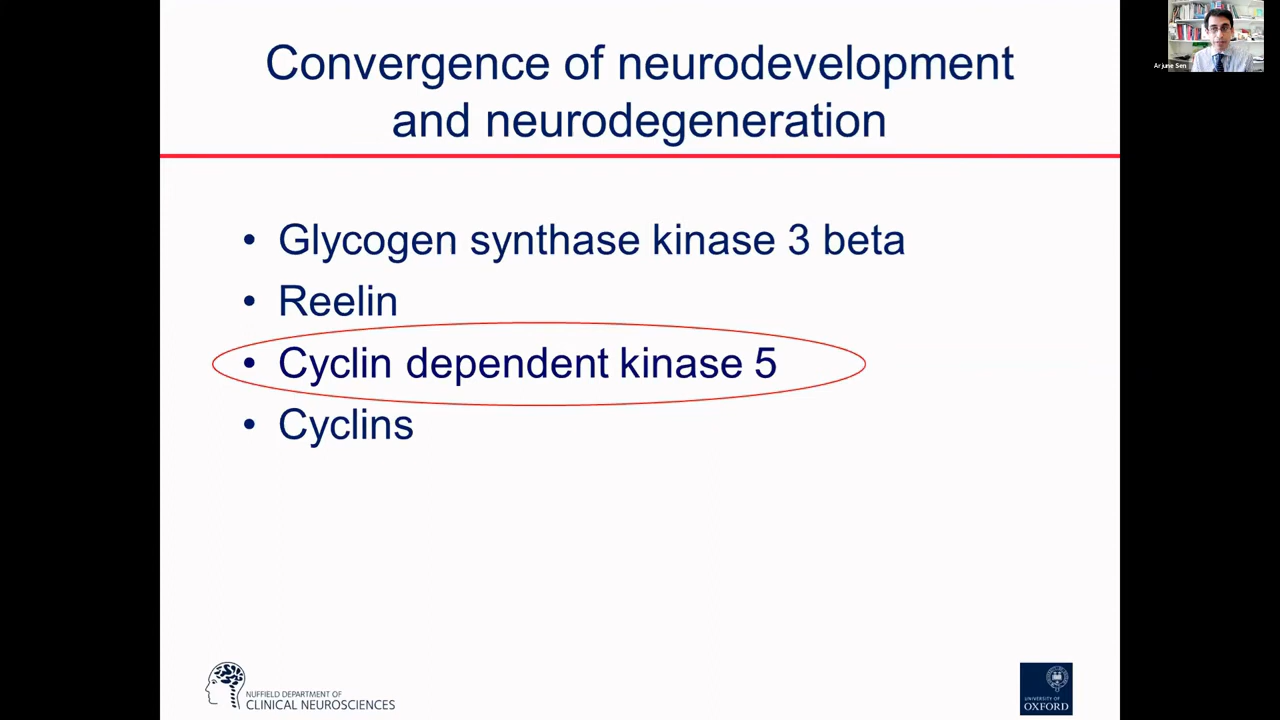 Convergence of neurodevelopment
and neurodegeneration
Arjune Sen
• Glycogen synthase kinase 3 beta
• Reelin
• Cyclin dependent kinase 5
• Cyclins
NUFFIELD DEPARTMENT OF
CLINICAL NEUROSCIENCES
UNIVERSITY OF
OXFORD